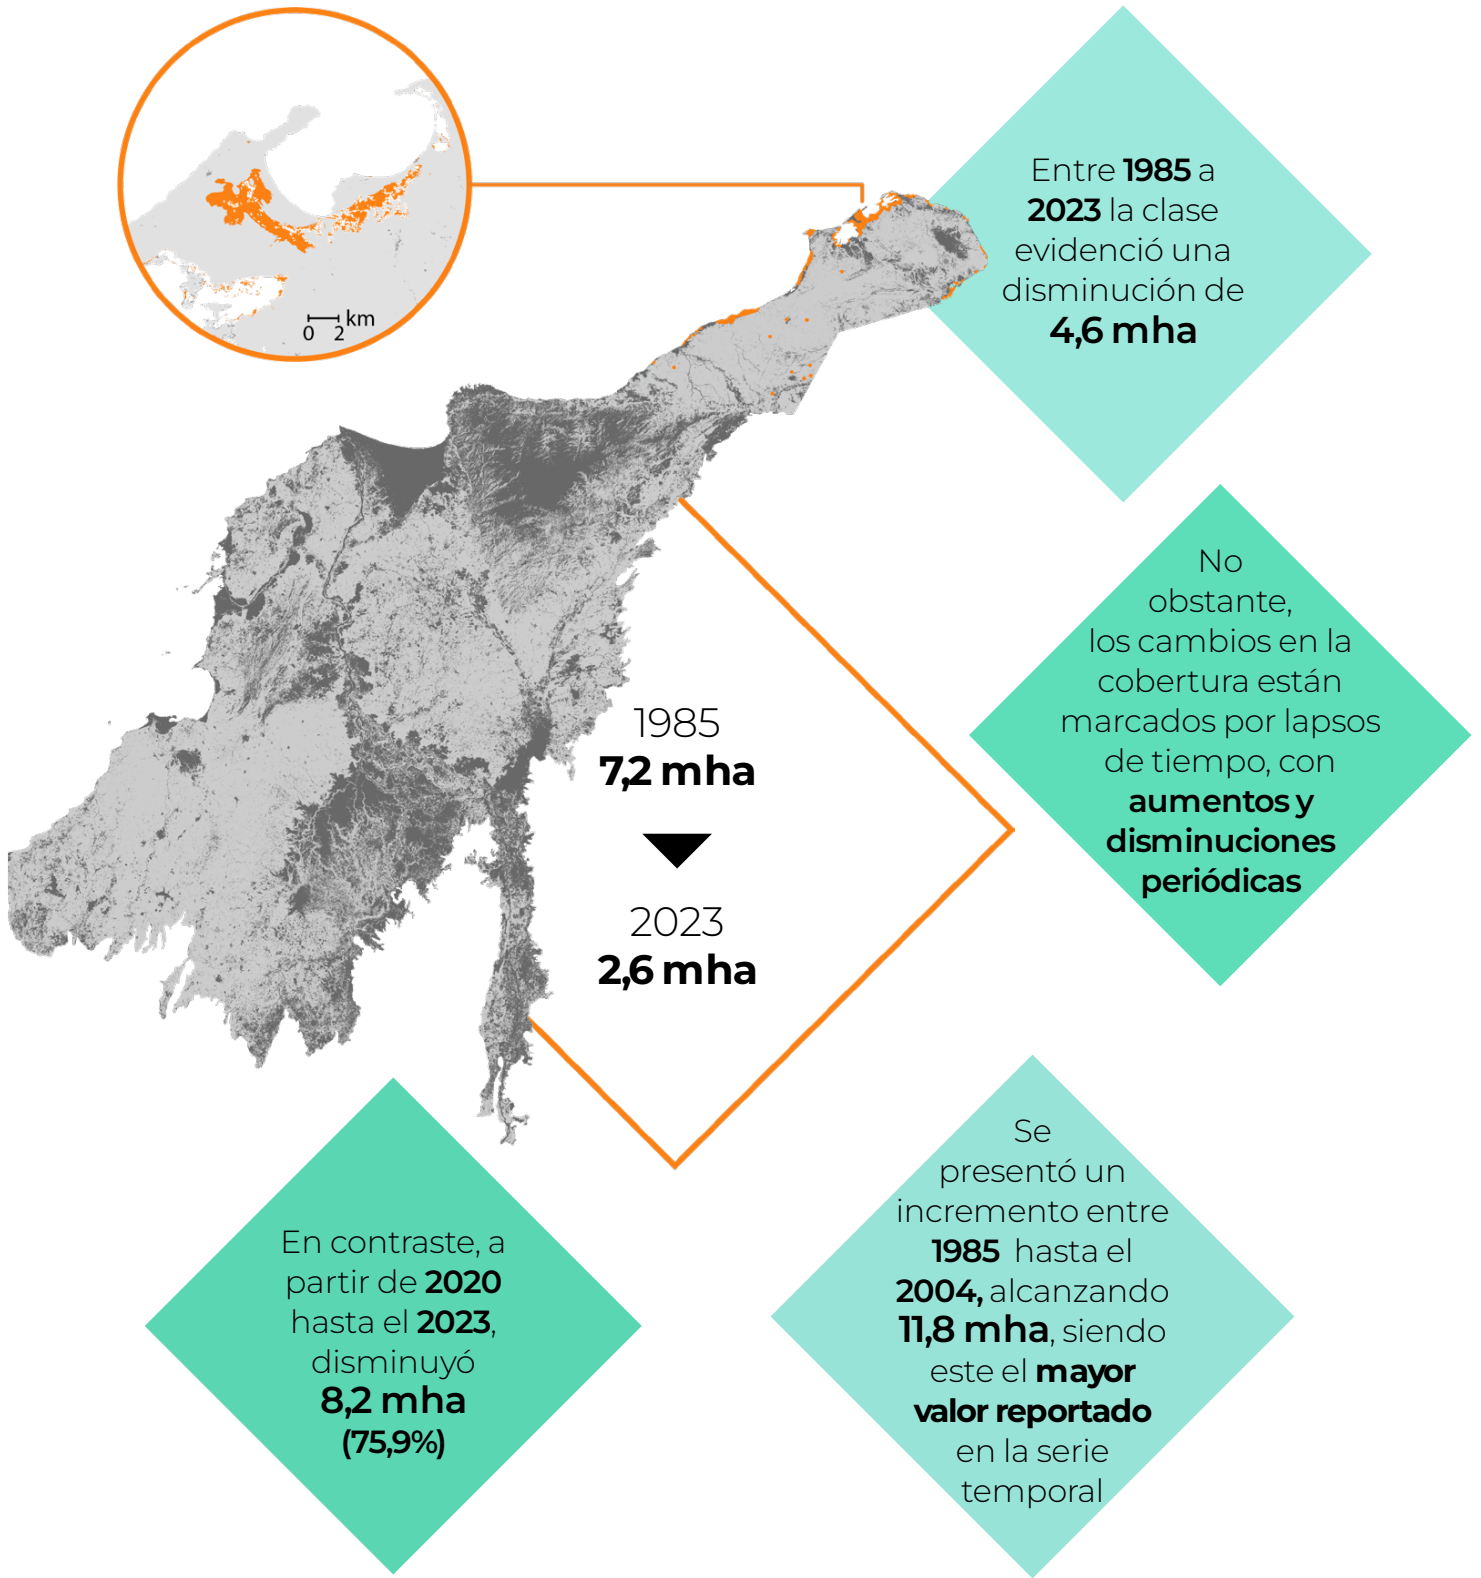 0 2 km
Entre 1985 a
2023 la clase
evidenció una
disminución de
4,6 mha
No
obstante,
los cambios en la
cobertura están
marcados por lapsos
de tiempo, con
aumentos y
disminuciones
periódicas
1985
7,2 mha
2023
2,6 mha
Se
presentó un
incremento entre
1985 hasta el
2004, alcanzando
11,8 mha, siendo
este el mayor
valor reportado
en la serie
temporal
En contraste, a
partir de 2020
hasta el 2023,
disminuyó
8,2 mha
(75,9%)